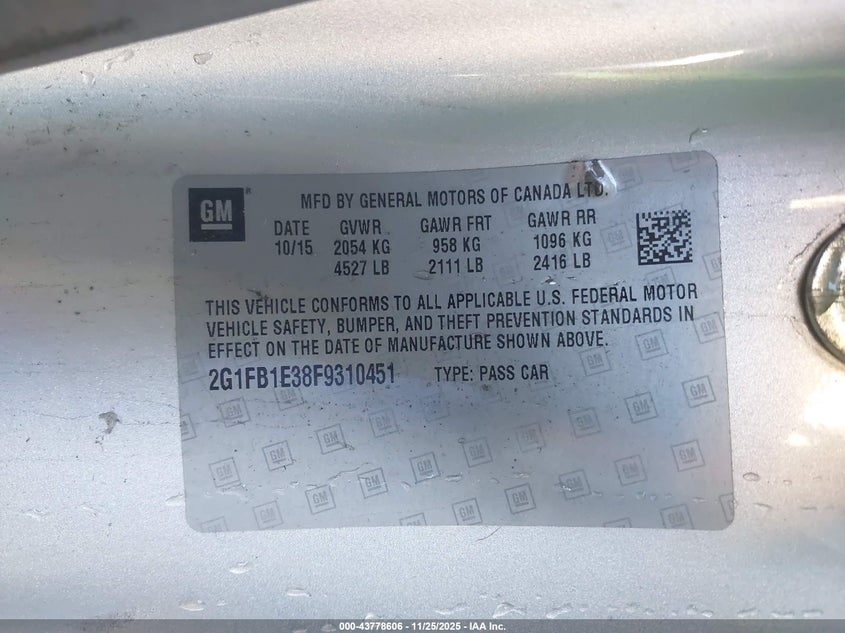 GM
MFD BY GENERAL MOTORS OF CANADA LTD.
DATE GVWR GAWR FRT GAWR RR
10/15 2054 KG 958 KG 1096 KG
4527 LB 2111 LB 2416 LB
THIS VEHICLE CONFORMS TO ALL APPLICABLE U.S. FEDERAL MOTOR
VEHICLE SAFETY, BUMPER, AND THEFT PREVENTION STANDARDS IN
EFFECT ON THE DATE OF MANUFACTURE SHOWN ABOVE.
2G1FB1E38F9310451 TYPE: PASS CAR
000-43778606 - 11/25/2025 - IAA Inc.